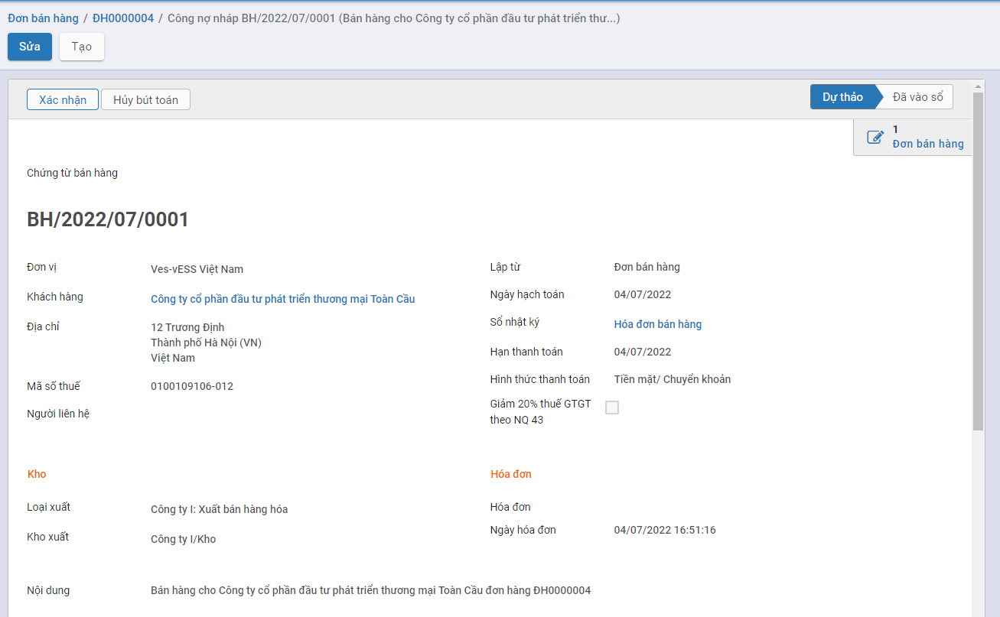 Đơn bán hàng / ĐH0000004 / Công nợ nháp BH/2022/07/0001 (Bán hàng cho Công ty cổ phần đầu tư phát triển thư...)
Sửa Tạo
Xác nhận Hủy bút toán Dự thảo Đã vào sổ
1
Đơn bán hàng
Chứng từ bán hàng
BH/2022/07/0001
Đơn vị Ves-vESS Việt Nam
Khách hàng Công ty cổ phần đầu tư phát triển thương mại Toàn Cầu
Địa chỉ 12 Trương Định
Thành phố Hà Nội (VN)
Việt Nam
Mã số thuế 0100109106-012
Người liên hệ
Lập từ Đơn bán hàng
Ngày hạch toán 04/07/2022
Sổ nhật ký Hóa đơn bán hàng
Hạn thanh toán 04/07/2022
Hình thức thanh toán Tiền mặt/ Chuyển khoản
Giảm 20% thuế GTGT
theo NQ 43
Kho
Loại xuất Công ty I: Xuất bán hàng hóa
Kho xuất Công ty I/Kho
Hóa đơn
Hóa đơn
Ngày hóa đơn 04/07/2022 16:51:16
Nội dung Bán hàng cho Công ty cổ phần đầu tư phát triển thương mại Toàn Cầu đơn hàng ĐH0000004